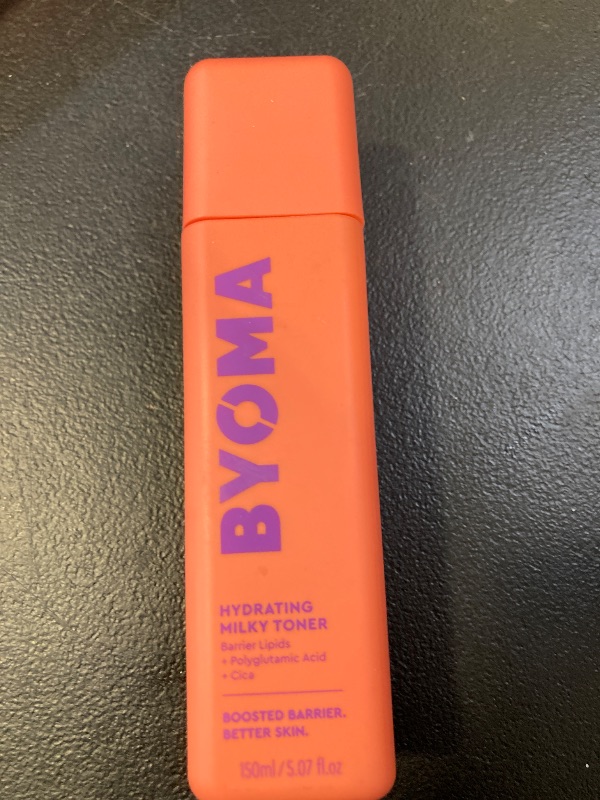 BYOMA
HYDRATING
MILKY TONER
Barrier Lipids
+ Polyglutamic Acid
+ Cica
BOOSTED BARRIER.
BETTER SKIN.
150ml / 5.07 fl.oz